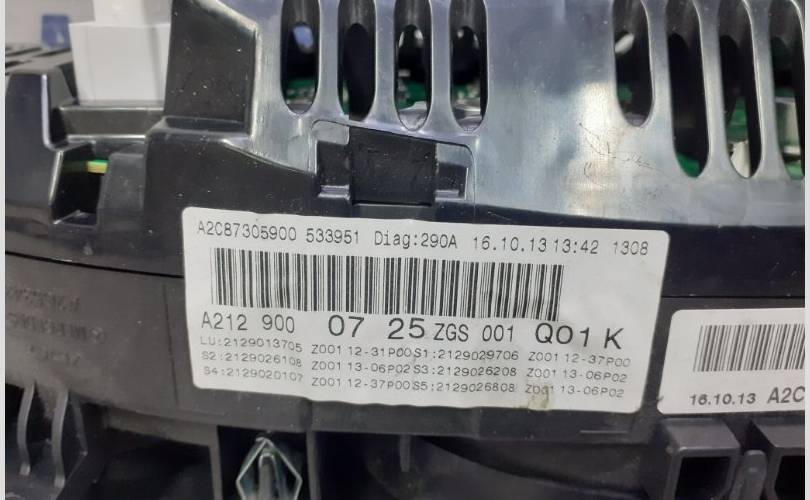 A2C87305900 533951 Diag:290A 16.10.13 13:42 1308
A212 900 07 25 ZGS 001 Q01K
LU:2129013705 Z001 12-31P00 S1:2129029706 Z001 12-37P00
S2:2129026108 Z001 13-06P02 S3:2129026208 Z001 13-06P02
S4:2129020107 Z001 12-37P00 S5:2129026808 Z001 13-06P02
16.10.13 A2C